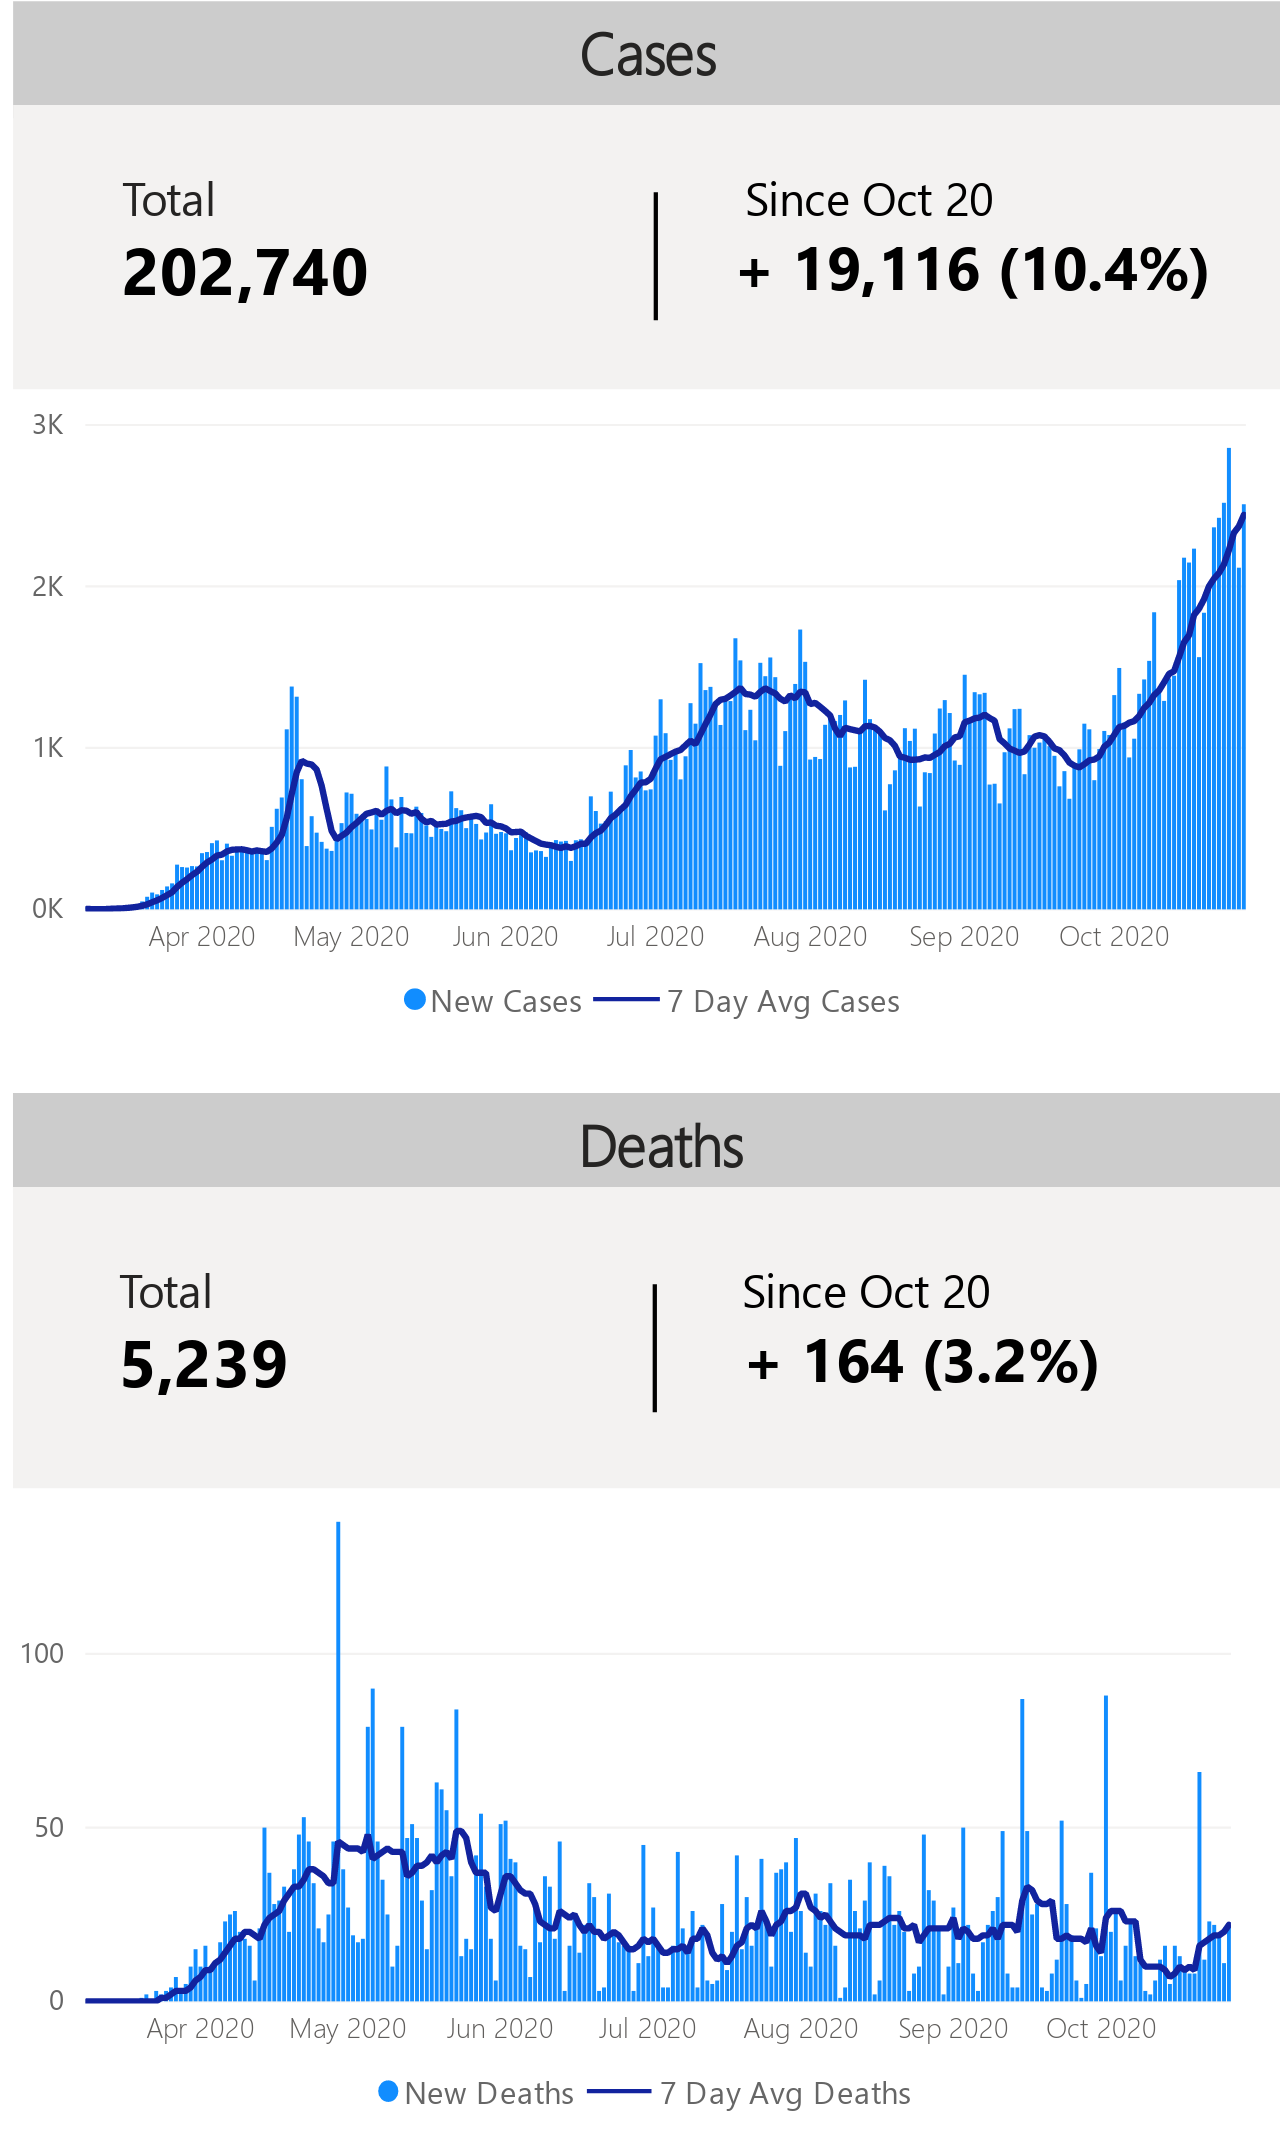 Cases
Total
Since Oct 20
202,740
+ 19,116 (10.4%)
3K
2K
1K
0K
Apr 2020 May 2020 Jun 2020 Jul 2020 Aug 2020 Sep 2020 Oct 2020
New Cases 7 Day Avg Cases
Deaths
Total
Since Oct 20
5,239
+ 164 (3.2%)
100
50
0
Apr 2020 May 2020 Jun 2020 Jul 2020 Aug 2020 Sep 2020 Oct 2020
New Deaths 7 Day Avg Deaths